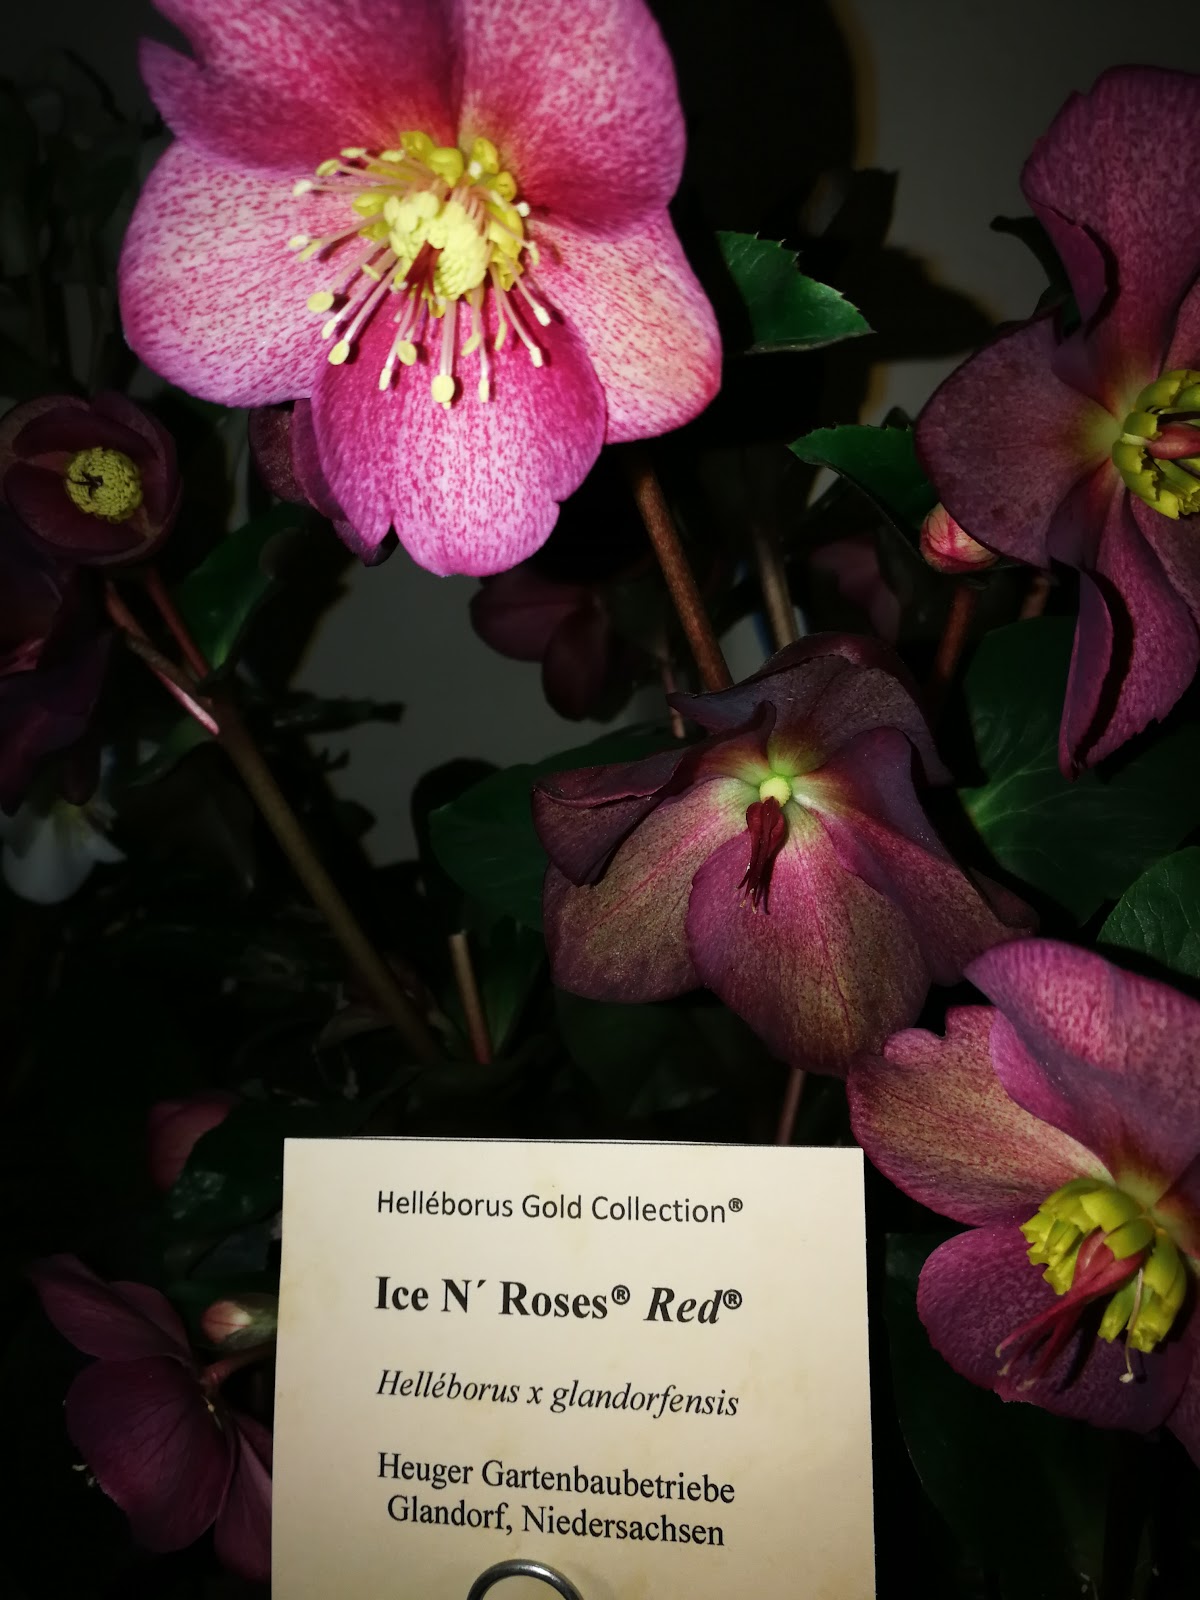 Helléborus Gold Collection®
Ice N´ Roses® Red®
Helléborus x glandorfensis
Heuger Gartenbaubetriebe
Glandorf, Niedersachsen